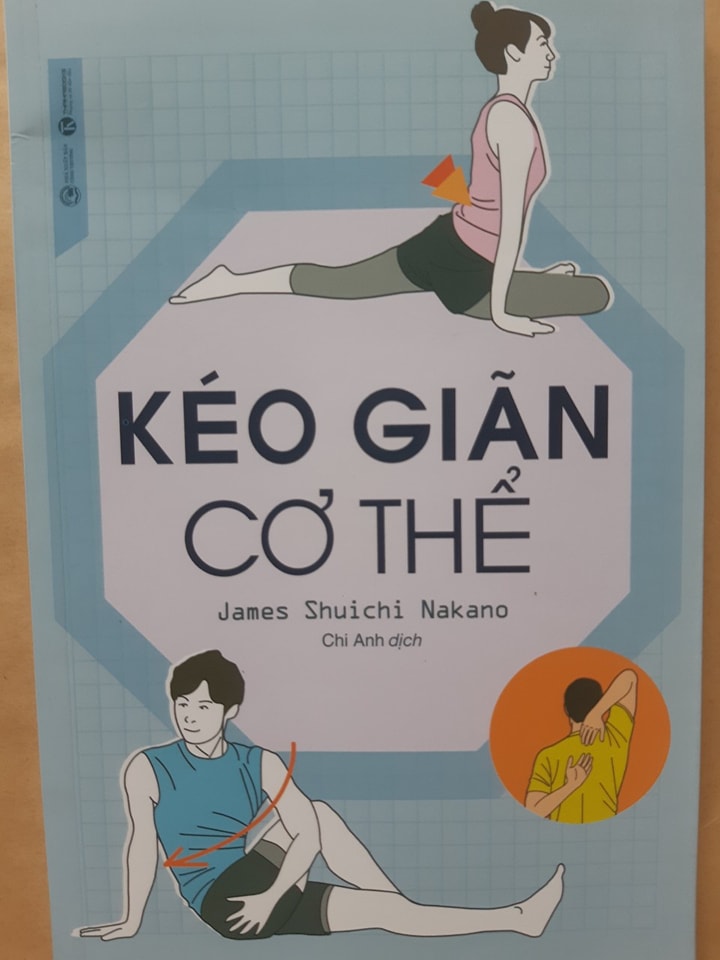 KÉO GIÃN
CƠ THỂ
James Shuichi Nakano
Chi Anh dịch